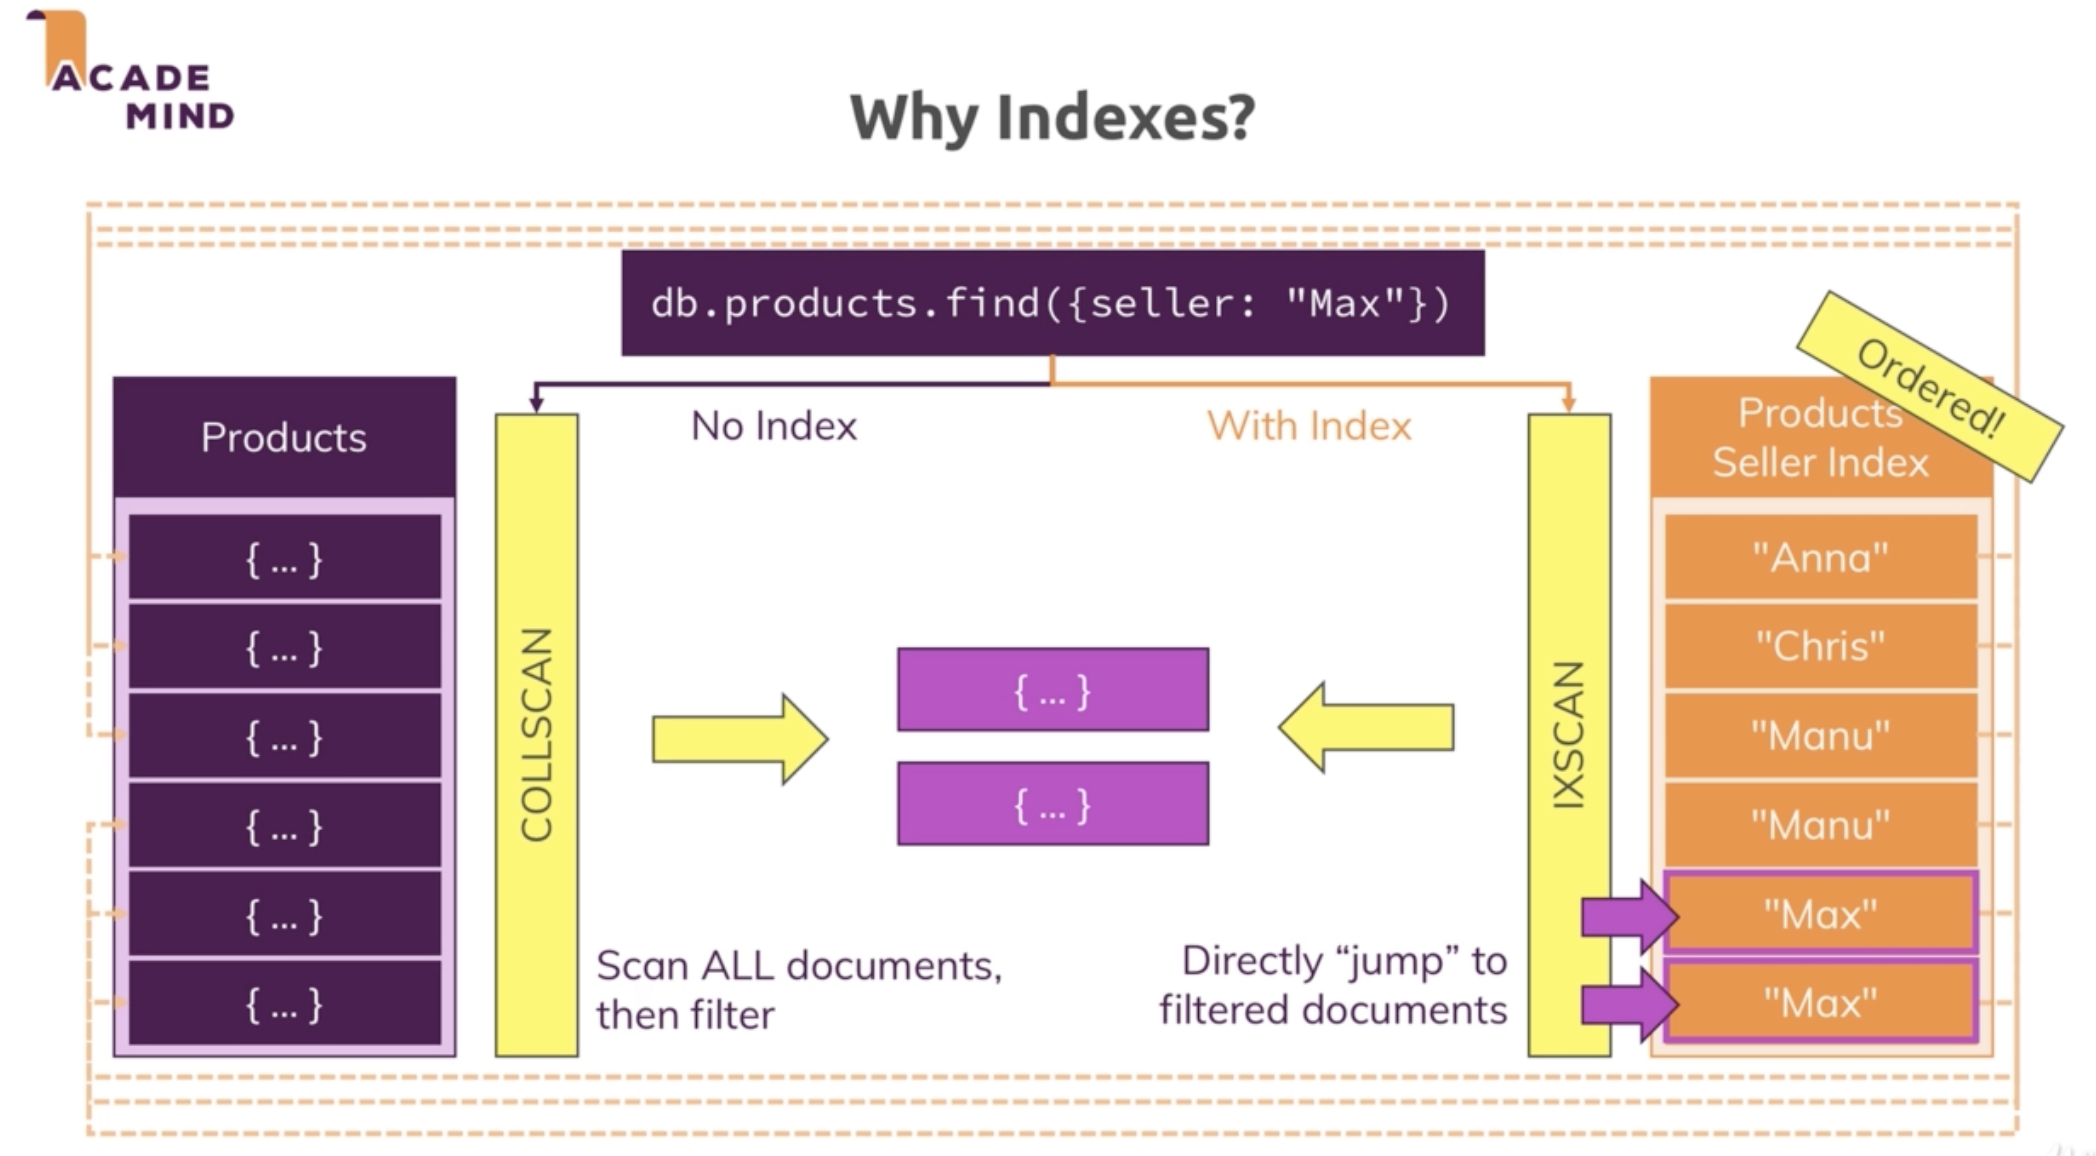 ACADE
MIND
Why Indexes?
db.products.find({seller: "Max"})
Ordered!
No Index
With Index
Products
{ ... }
{ ... }
{ ... }
{ ... }
{ ... }
{ ... }
COLLSCAN
Scan ALL documents,
then filter
{ ... }
{ ... }
Directly “jump” to
filtered documents
IXSCAN
Products
Seller Index
"Anna"
"Chris"
"Manu"
"Manu"
"Max"
"Max"